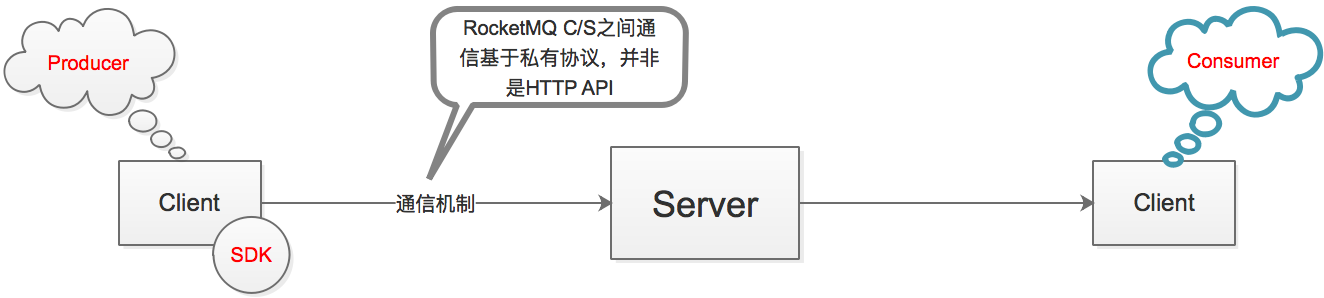 Producer
RocketMQ C/S之间通
信基于私有协议，并非
是HTTP API
Consumer
Client
通信机制
Server
Client
SDK